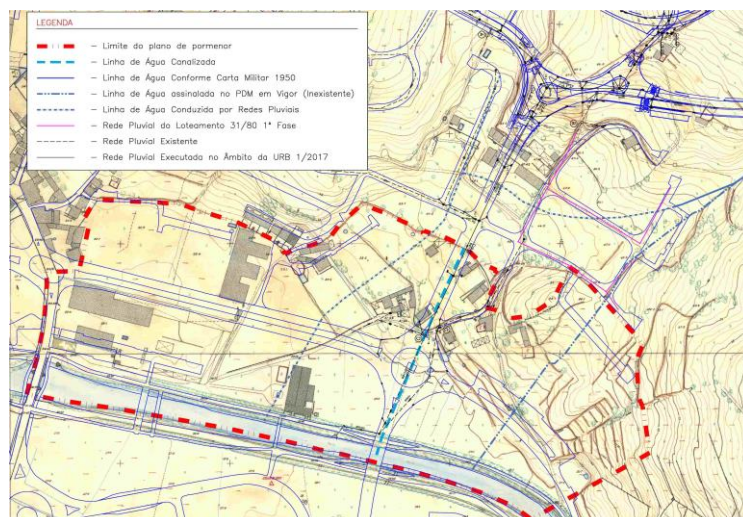 LEGENDA
– Limite do plano de pormenor
– Linha de Água Canalizada
– Linha de Água Conforme Carta Militar 1950
– Linha de Água assinalada no PDM em Vigor (Inexistente)
– Linha de Água Conduzida por Redes Pluviais
– Rede Pluvial do Loteamento 31/80 1ª Fase
– Rede Pluvial Existente
– Rede Pluvial Executada no Âmbito da URB 1/2017